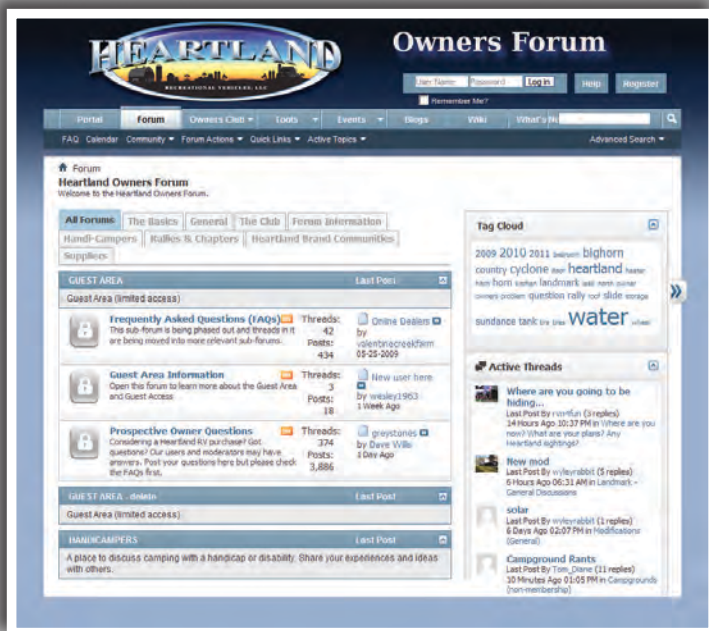 HEARTLAND
RECREATIONAL VEHICLES, LLC
Owners Forum
User Name Password Log in Help Register
Remember Me?
Portal Forum Owners Tools Events Blogs Wiki What's
FAQ Calendar Community Forum Actions Quick Links Active Topics Advanced Search
Forum
Heartland Owners Forum
Welcome to the Heartland Owners Forum.
All Forums The Basics General The Club Forum Information
Handi-Campers Rallies & Chapters Heartland Brand Communities
Suppliers
GUEST AREA Last Post
Guest Area (limited access)
Frequently Asked Questions (FAQs)
This sub-forum is being phased out and threads in it
are being moved into more relevant sub-forums.
Threads:
42
Posts:
434
Online Dealers
by
valentinecreekfarm
05-25-2009
Guest Area Information
Open this forum to learn more about the Guest Area
and Guest Access
Threads:
3
Posts:
18
New user here
by wesley1963
1 Week Ago
Prospective Owner Questions
Considering a Heartland RV purchase? Got
questions? Our users and moderators may have
answers. Post your questions here but please check
the FAQs first.
Threads:
374
Posts:
3,886
greystones
by Dave Wills
1 Day Ago
GUEST AREA - delete Last Post
Guest Area (limited access)
HANDICAMPERS Last Post
A place to discuss camping with a handicap or disability. Share your experiences and ideas
with others.
Tag Cloud
2009 2010 2011 bighorn
country cyclone door heartland heater
horn landmark north owner
owners problem question rally roof slide storage
sundance tank tire water
Active Threads
Where are you going to be
hiding...
Last Post By (3 replies)
14 Hours Ago 10:37 PM in Where are you
now? What are your plans? Any
Heartland sightings?
New mod
Last Post By wyleyrabbit (5 replies)
6 Hours Ago 06:31 AM in Landmark -
General Discussions
solar
Last Post By wyleyrabbit (1 replies)
6 Days Ago 02:07 PM in Modifications
(General)
Campground Rants
Last Post By Tom_Diane (11 replies)
10 Minutes Ago 01:05 PM in Campgrounds
(non-membership)